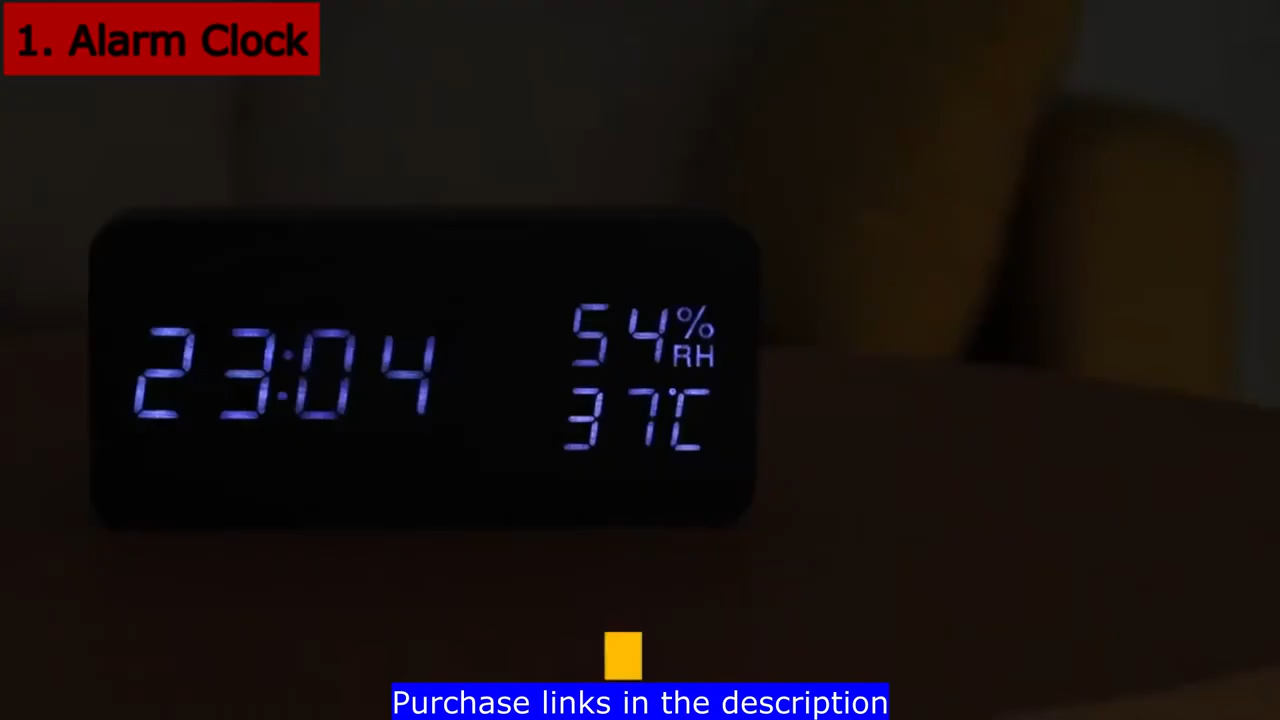 1. Alarm Clock
23:04
54%
RH
37°C
Purchase links in the description